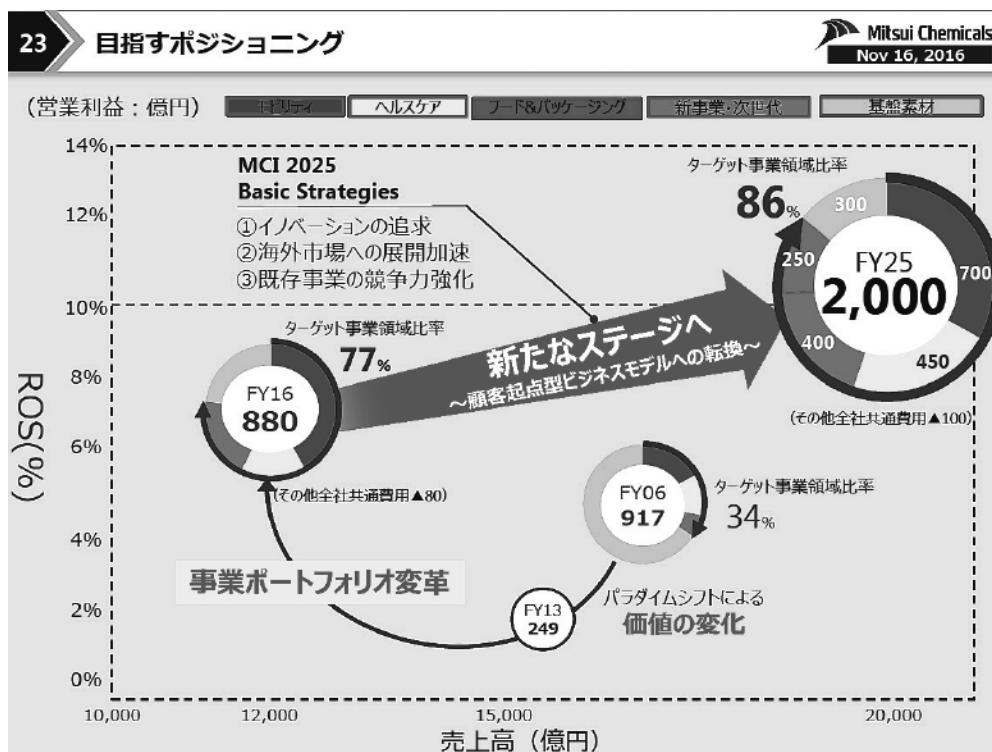 23
目指すポジショニング
Mitsui Chemicals
Nov 16, 2016
(営業利益:億円)
モビリティ
ヘルスケア
フード&パッケージング
新事業・次世代
基盤素材
14%
12%
10%
8%
6%
4%
2%
0%
ROS(%)
MCI 2025
Basic Strategies
①イノベーションの追求
②海外市場への展開加速
③既存事業の競争力強化
ターゲット事業領域比率
86%
300
250
400
450
700
FY25
2,000
(その他全社共通費用▲100)
新たなステージへ
～顧客起点型ビジネスモデルへの転換～
ターゲット事業領域比率
77%
FY16
880
(その他全社共通費用▲80)
FY06
917
ターゲット事業領域比率
34%
事業ポートフォリオ変革
FY13
249
パラダイムシフトによる
価値の変化
10,000
12,000
15,000
20,000
売上高(億円)